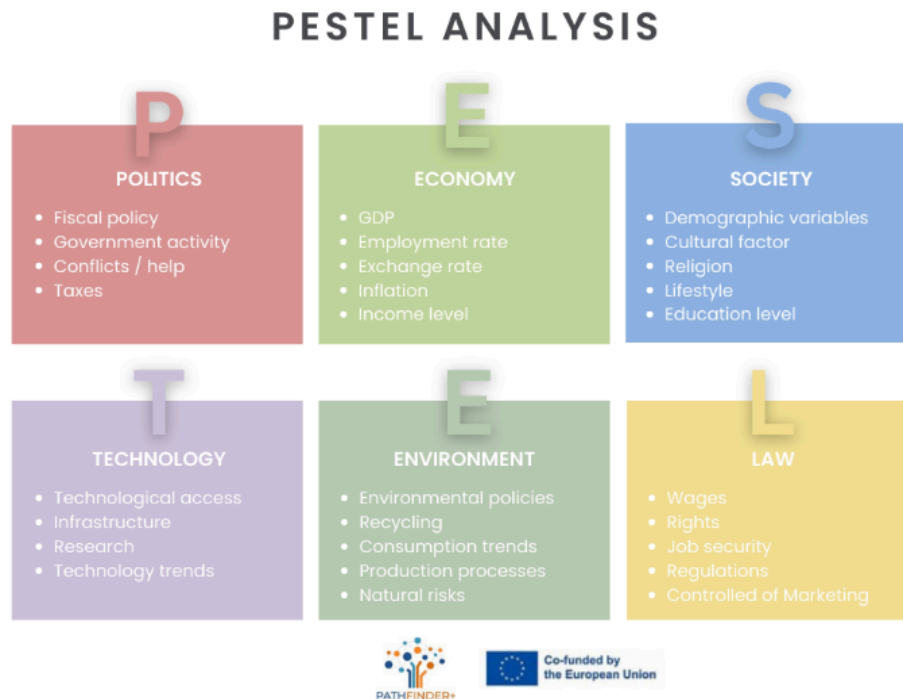 PESTEL ANALYSIS
P
POLITICS
• Fiscal policy
• Government activity
• Conflicts / help
• Taxes
E
ECONOMY
• GDP
• Employment rate
• Exchange rate
• Inflation
• Income level
S
SOCIETY
• Demographic variables
• Cultural factor
• Religion
• Lifestyle
• Education level
T
TECHNOLOGY
• Technological access
• Infrastructure
• Research
• Technology trends
E
ENVIRONMENT
• Environmental policies
• Recycling
• Consumption trends
• Production processes
• Natural risks
L
LAW
• Wages
• Rights
• Job security
• Regulations
• Controlled of Marketing
PATHFINDER+
Co-funded by
the European Union